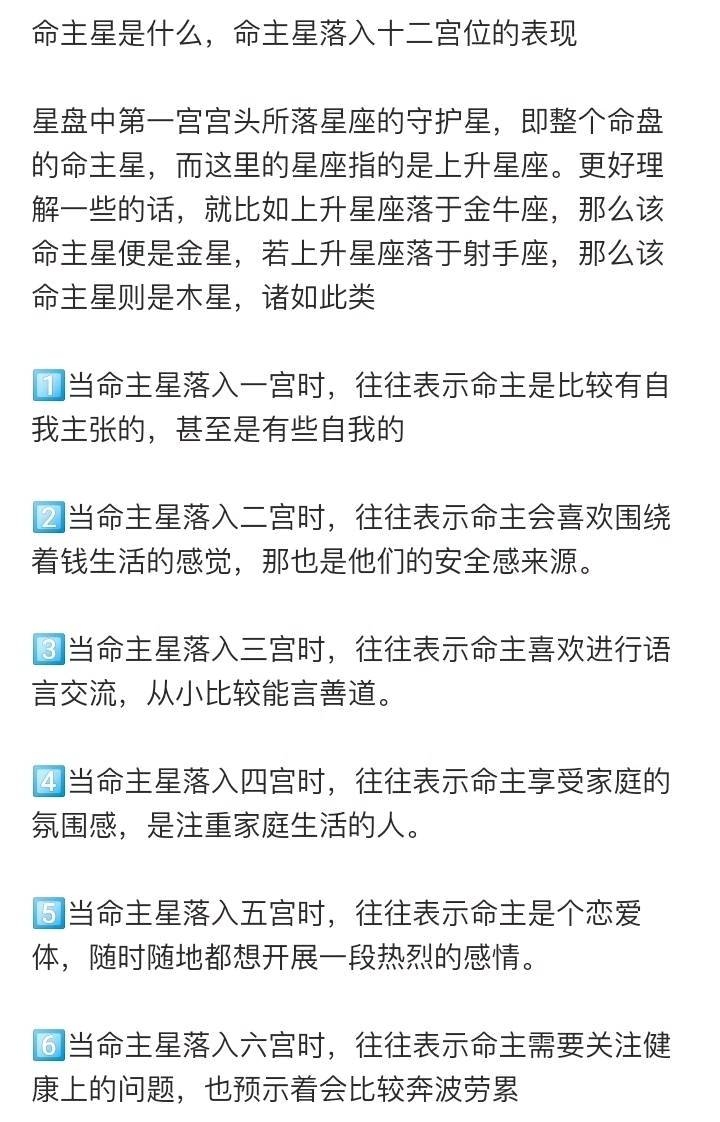 命主星是什么，命主星落入十二宫位的表现
星盘中第一宫宫头所落星座的守护星，即整个命盘
的命主星，而这里的星座指的是上升星座。更好理
解一些的话，就比如上升星座落于金牛座，那么该
命主星便是金星，若上升星座落于射手座，那么该
命主星则是木星，诸如此类
1️⃣当命主星落入一宫时，往往表示命主是比较有自
我主张的，甚至是有些自我的
2️⃣当命主星落入二宫时，往往表示命主会喜欢围绕
着钱生活的感觉，那也是他们的安全感来源。
3️⃣当命主星落入三宫时，往往表示命主喜欢进行语
言交流，从小比较能言善道。
4️⃣当命主星落入四宫时，往往表示命主享受家庭的
氛围感，是注重家庭生活的人。
5️⃣当命主星落入五宫时，往往表示命主是个恋爱
体，随时随地都想开展一段热烈的感情。
6️⃣当命主星落入六宫时，往往表示命主需要关注健
康上的问题，也预示着会比较奔波劳累